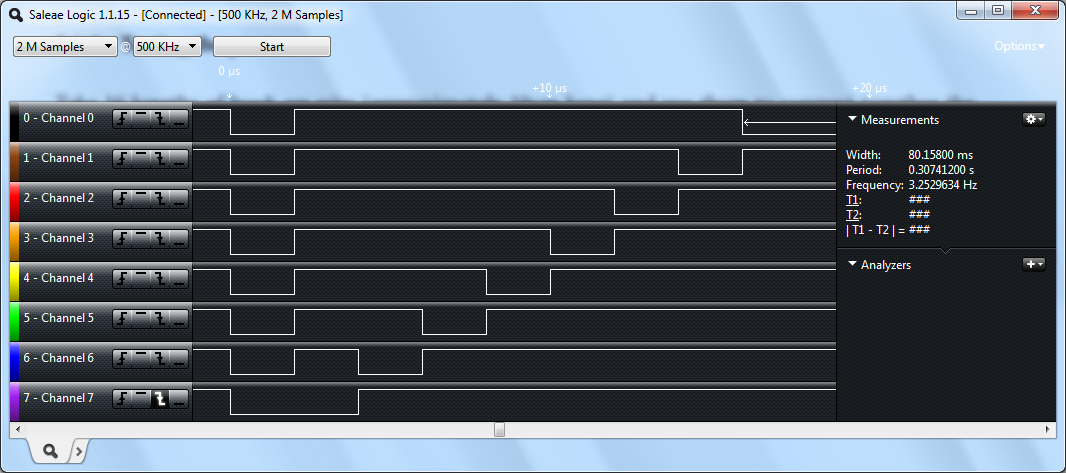 Saleae Logic 1.1.15 - [Connected] - [500 KHz, 2 M Samples]
2 M Samples @ 500 KHz Start Options
0 µs +10 µs +20 µs
0 - Channel 0
1 - Channel 1
2 - Channel 2
3 - Channel 3
4 - Channel 4
5 - Channel 5
6 - Channel 6
7 - Channel 7
Measurements
Width: 80.15800 ms
Period: 0.30741200 s
Frequency: 3.2529634 Hz
T1: ###
T2: ###
| T1 - T2 | = ###
Analyzers